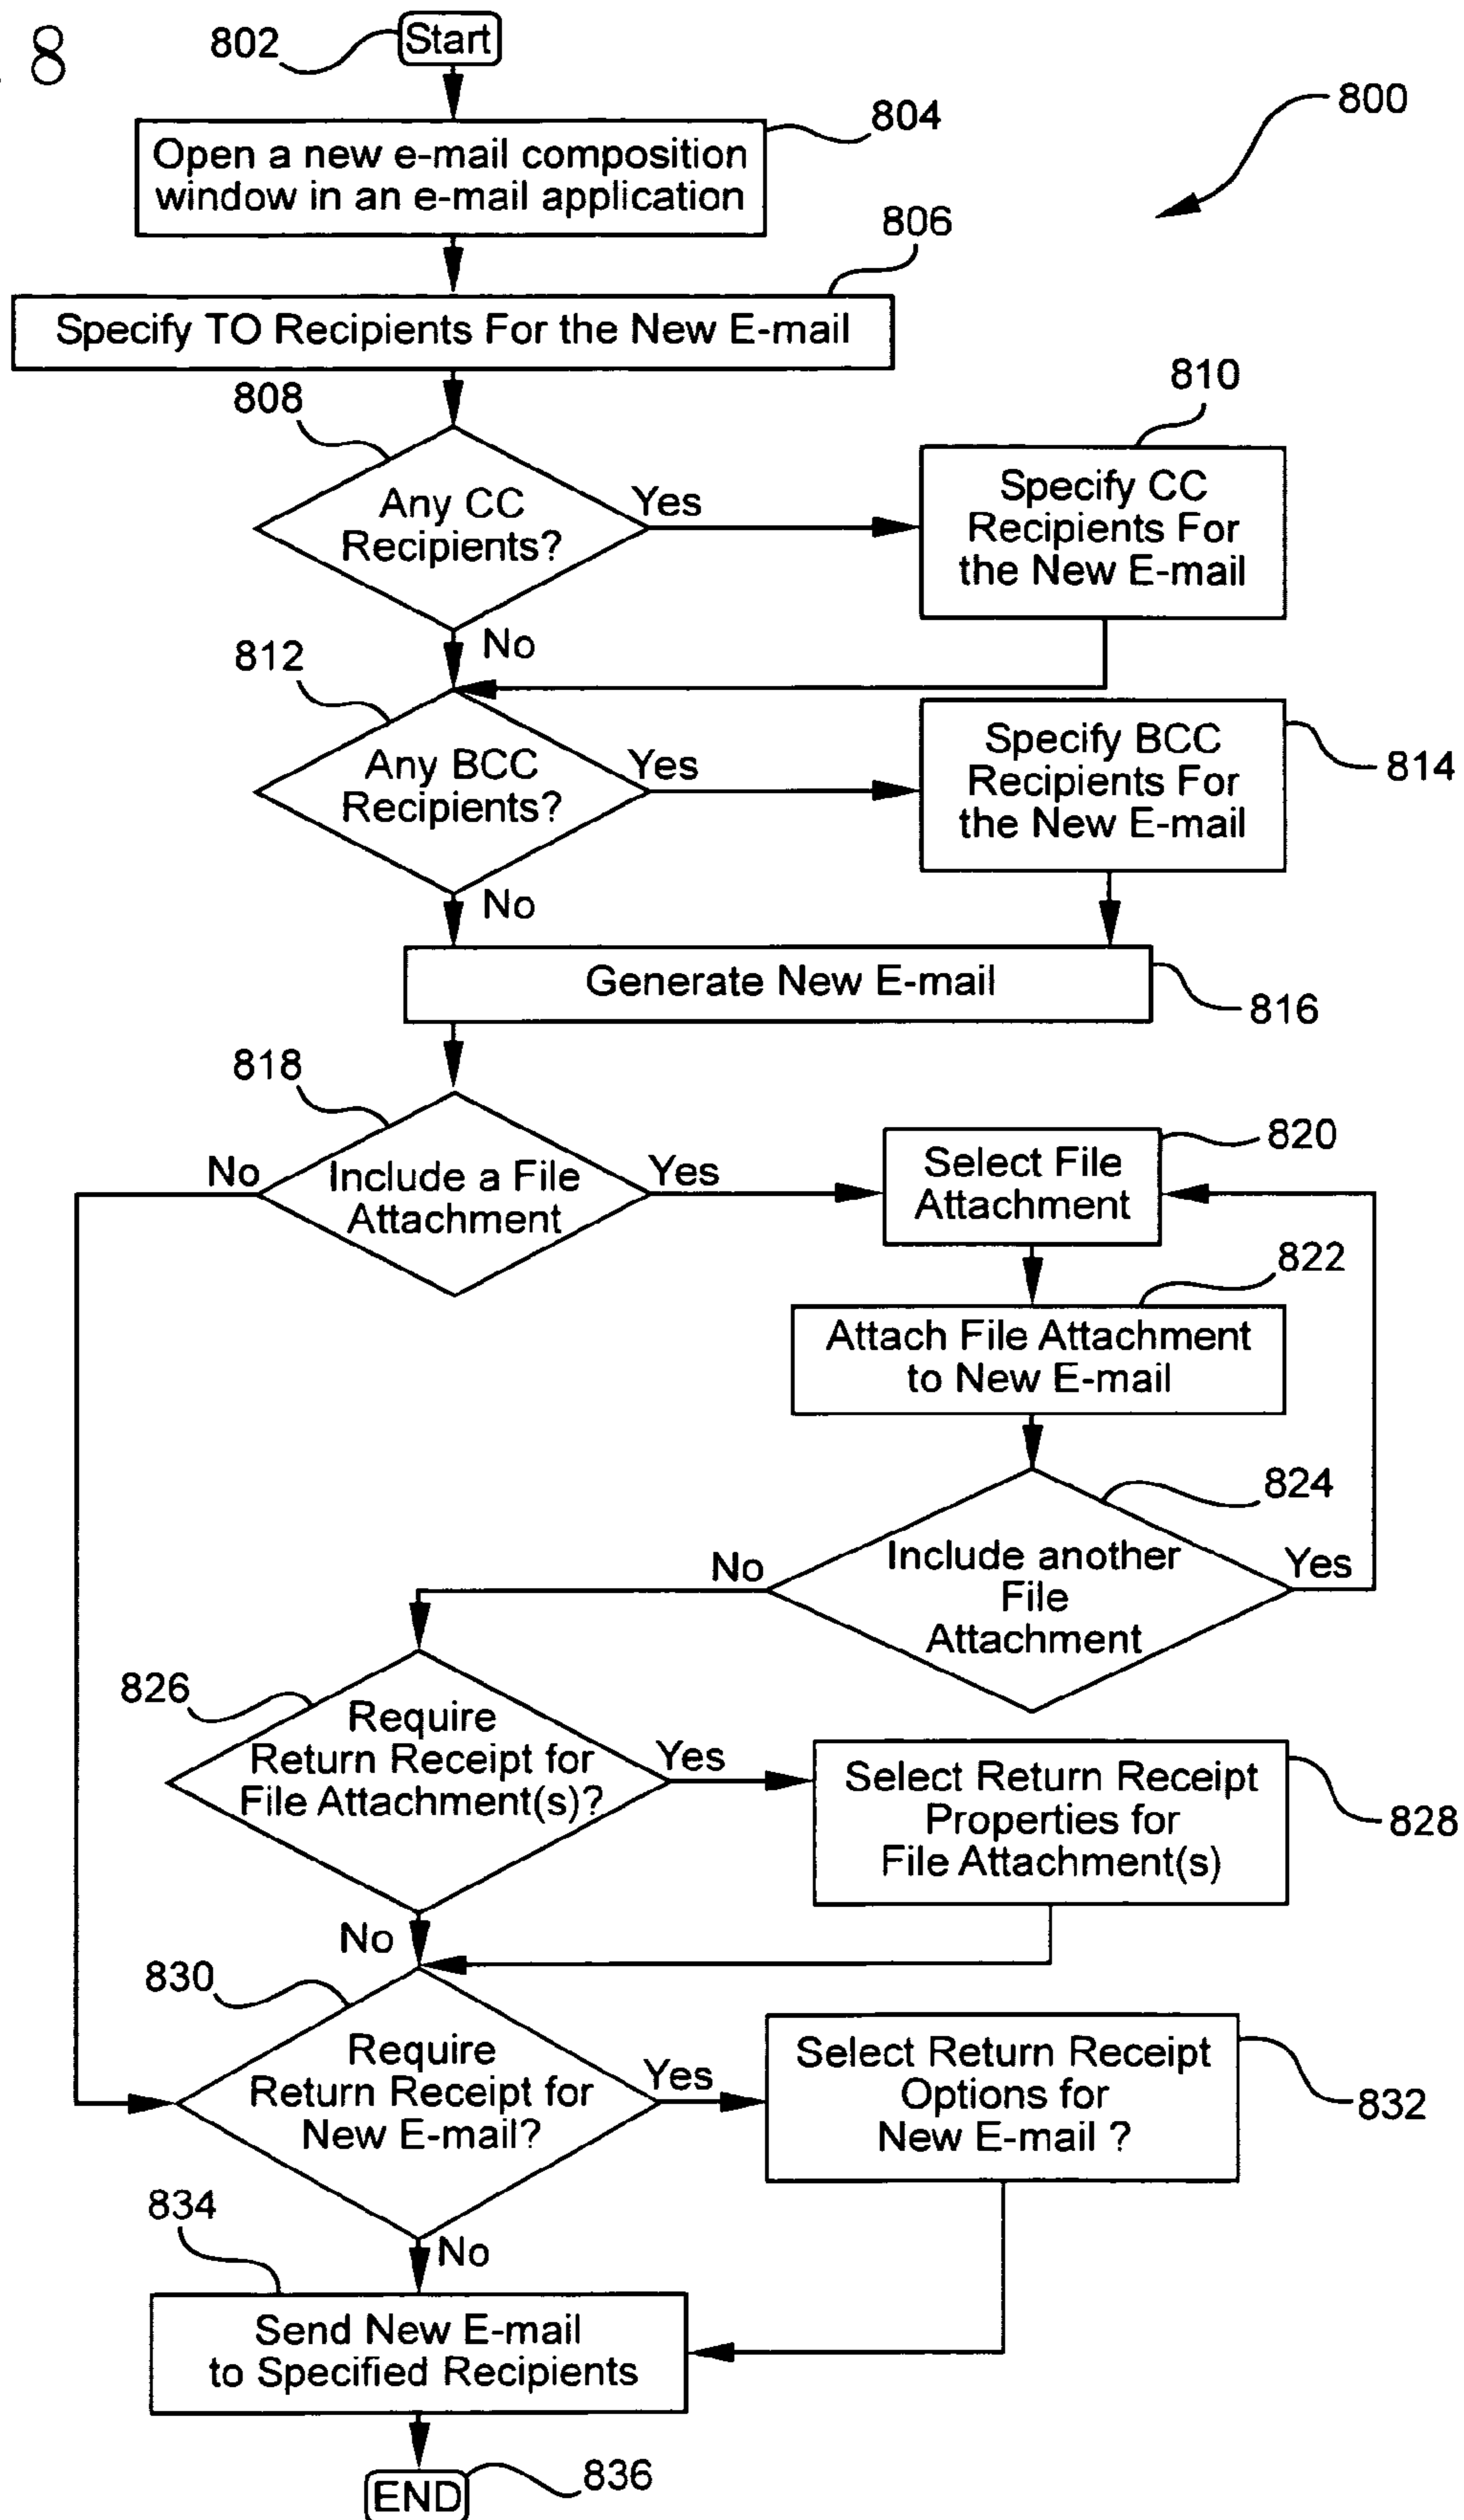 8
802
Start
800
804
Open a new e-mail composition
window in an e-mail application
806
Specify TO Recipients For the New E-mail
808
810
Any CC
Recipients?
Yes
Specify CC
Recipients For
the New E-mail
No
812
Any BCC
Recipients?
Yes
Specify BCC
Recipients For
the New E-mail
814
No
Generate New E-mail
816
818
No
Include a File
Attachment
Yes
Select File
Attachment
820
822
Attach File Attachment
to New E-mail
824
No
Include another
File
Attachment
Yes
826
Require
Return Receipt for
File Attachment(s)?
Yes
Select Return Receipt
Properties for
File Attachment(s)
828
No
830
Require
Return Receipt for
New E-mail?
Yes
Select Return Receipt
Options for
New E-mail ?
832
834
No
Send New E-mail
to Specified Recipients
END
836